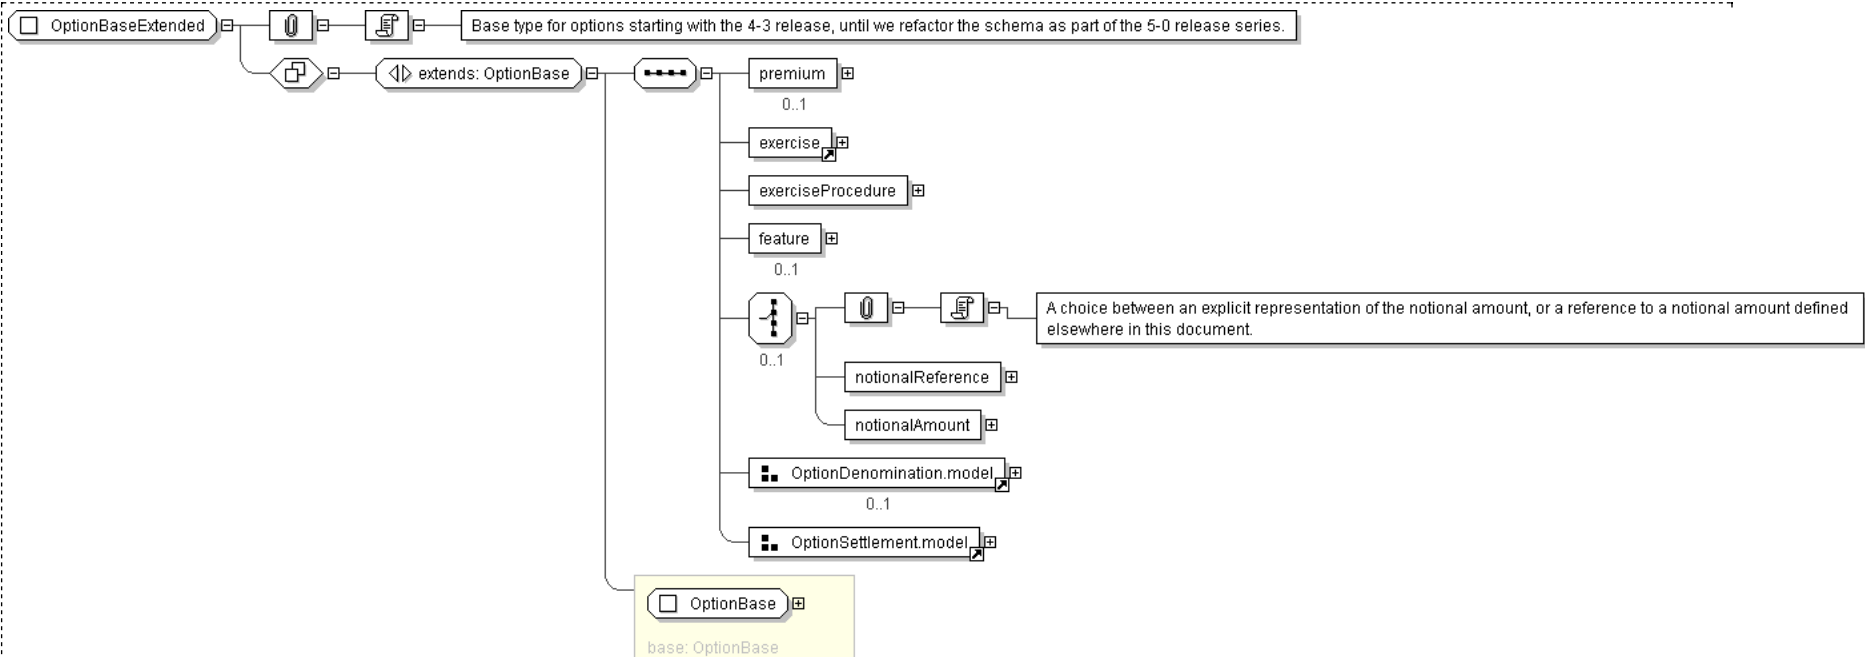 OptionBaseExtended
Base type for options starting with the 4-3 release, until we refactor the schema as part of the 5-0 release series.
extends: OptionBase
premium
0..1
exercise
exerciseProcedure
feature
0..1
0..1
A choice between an explicit representation of the notional amount, or a reference to a notional amount defined
elsewhere in this document.
notionalReference
notionalAmount
OptionDenomination.model
0..1
OptionSettlement.model
OptionBase
base: OptionBase